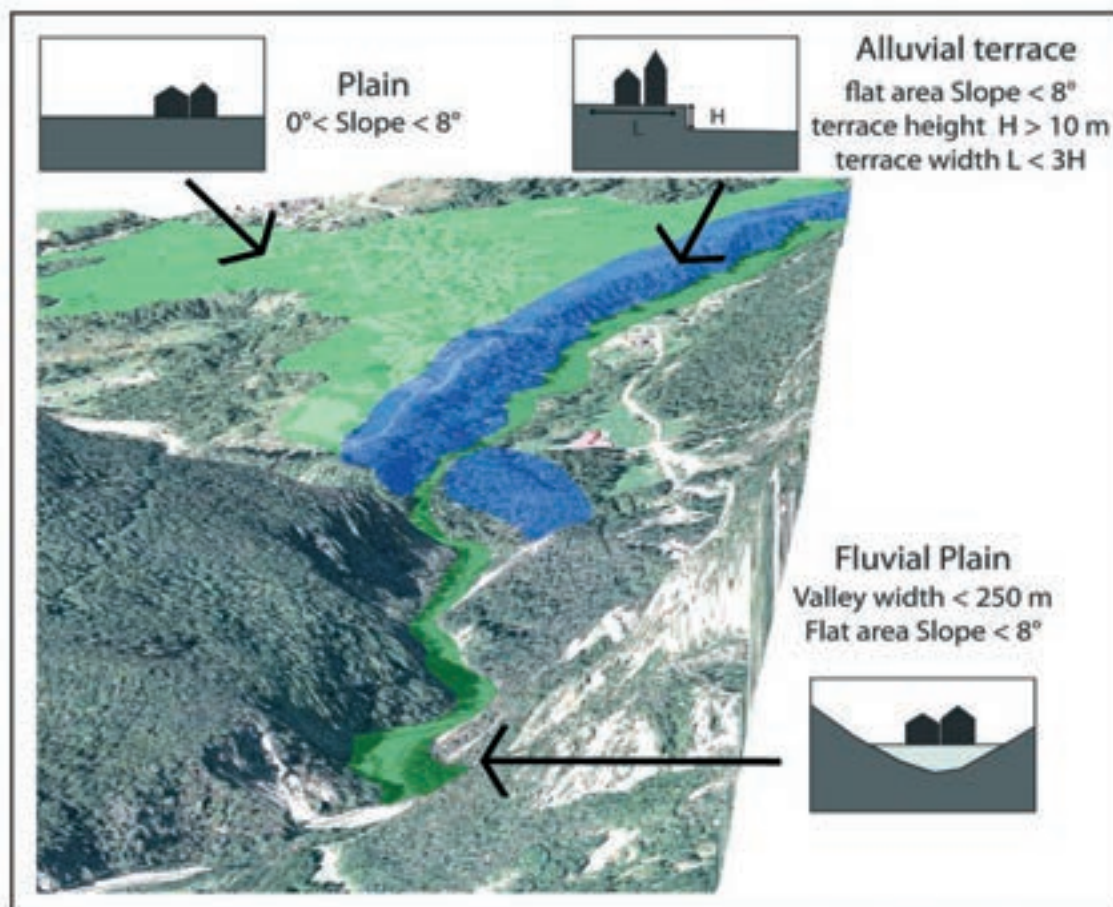 Plain
0°< Slope < 8°
Alluvial terrace
flat area Slope < 8°
terrace height H > 10 m
terrace width L < 3H
H
L
Fluvial Plain
Valley width < 250 m
Flat area Slope < 8°